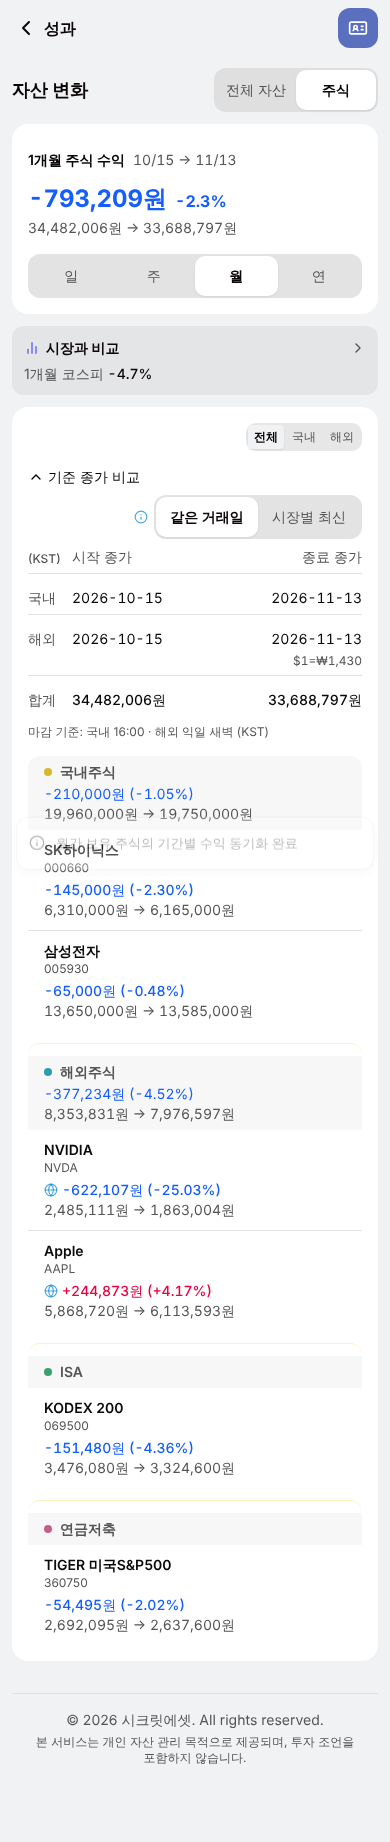 성과
자산 변화
전체 자산 주식
1개월 주식 수익 10/15 → 11/13
-793,209원 -2.3%
34,482,006원 → 33,688,797원
일 주 월 연
시장과 비교
1개월 코스피 -4.7%
전체 국내 해외
기준 종가 비교
같은 거래일 시장별 최신
(KST) 시작 종가 종료 종가
국내 2026-10-15 2026-11-13
해외 2026-10-15 2026-11-13
$1=₩1,430
합계 34,482,006원 33,688,797원
마감 기준: 국내 16:00 · 해외 익일 새벽 (KST)
국내주식
-210,000원 (-1.05%)
19,960,000원 → 19,750,000원
월간 보유 주식의 기간별 수익 동기화 완료
SK하이닉스
000660
-145,000원 (-2.30%)
6,310,000원 → 6,165,000원
삼성전자
005930
-65,000원 (-0.48%)
13,650,000원 → 13,585,000원
해외주식
-377,234원 (-4.52%)
8,353,831원 → 7,976,597원
NVIDIA
NVDA
-622,107원 (-25.03%)
2,485,111원 → 1,863,004원
Apple
AAPL
+244,873원 (+4.17%)
5,868,720원 → 6,113,593원
ISA
KODEX 200
069500
-151,480원 (-4.36%)
3,476,080원 → 3,324,600원
연금저축
TIGER 미국S&P500
360750
-54,495원 (-2.02%)
2,692,095원 → 2,637,600원
© 2026 시크릿에셋. All rights reserved.
본 서비스는 개인 자산 관리 목적으로 제공되며, 투자 조언을
포함하지 않습니다.